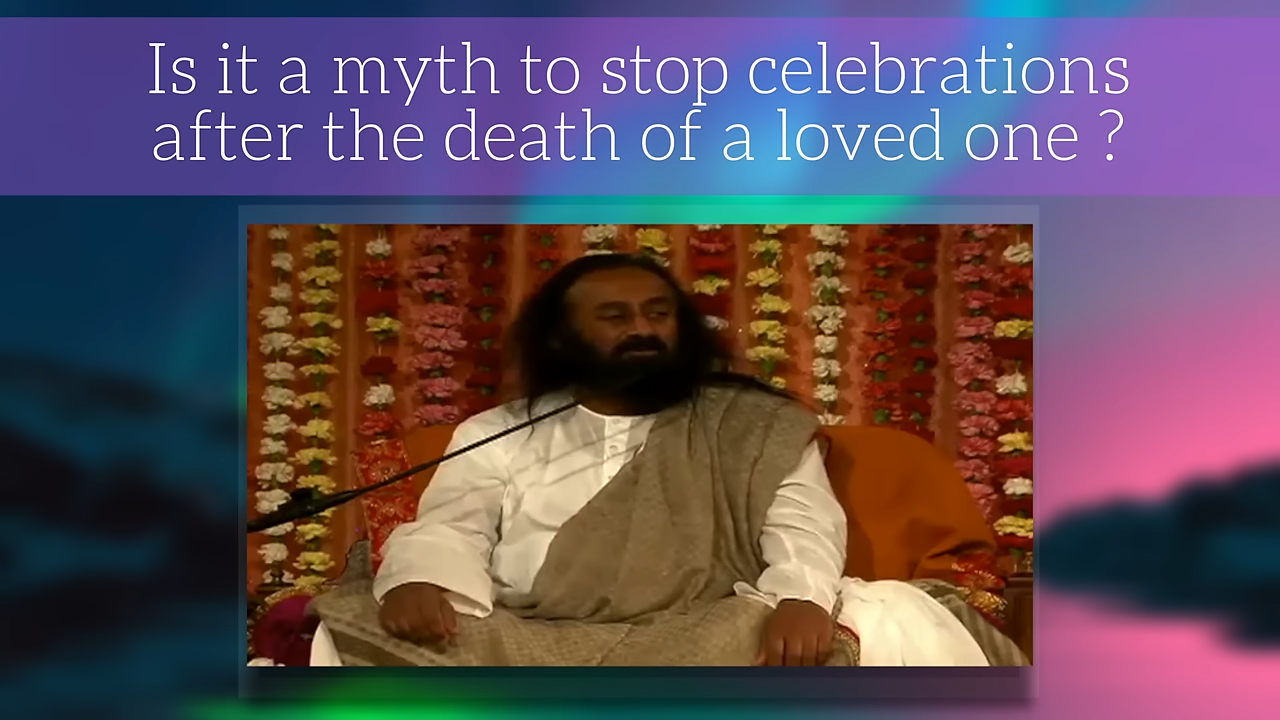 Is it a myth to stop celebrations
after the death of a loved one ?